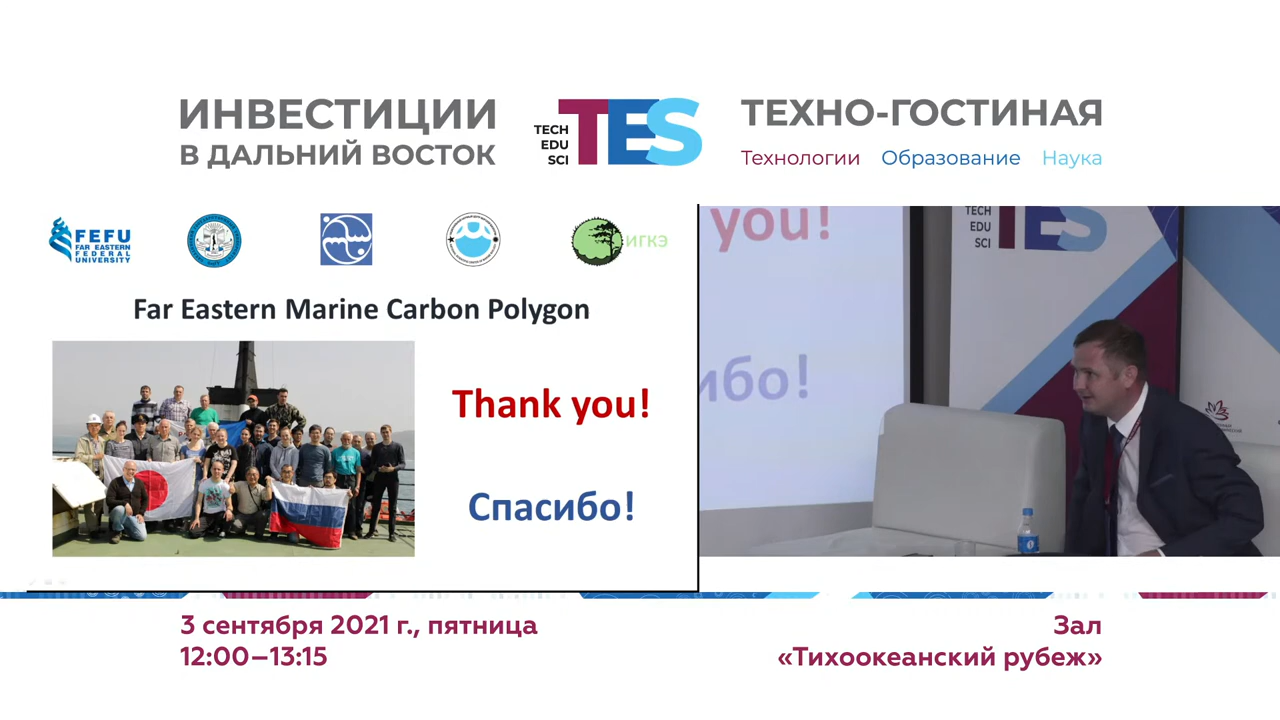 ИНВЕСТИЦИИ
В ДАЛЬНИЙ ВОСТОК
TECH
EDU
SCI
TES
ТЕХНО-ГОСТИНАЯ
Технологии Образование Наука
FEFU
FAR EASTERN
FEDERAL
UNIVERSITY
ИГКЭ
Far Eastern Marine Carbon Polygon
Thank you!
Спасибо!
you!
ибо!
TECH
EDU
SCI
TES
3 сентября 2021 г., пятница
12:00–13:15
Зал
«Тихоокеанский рубеж»